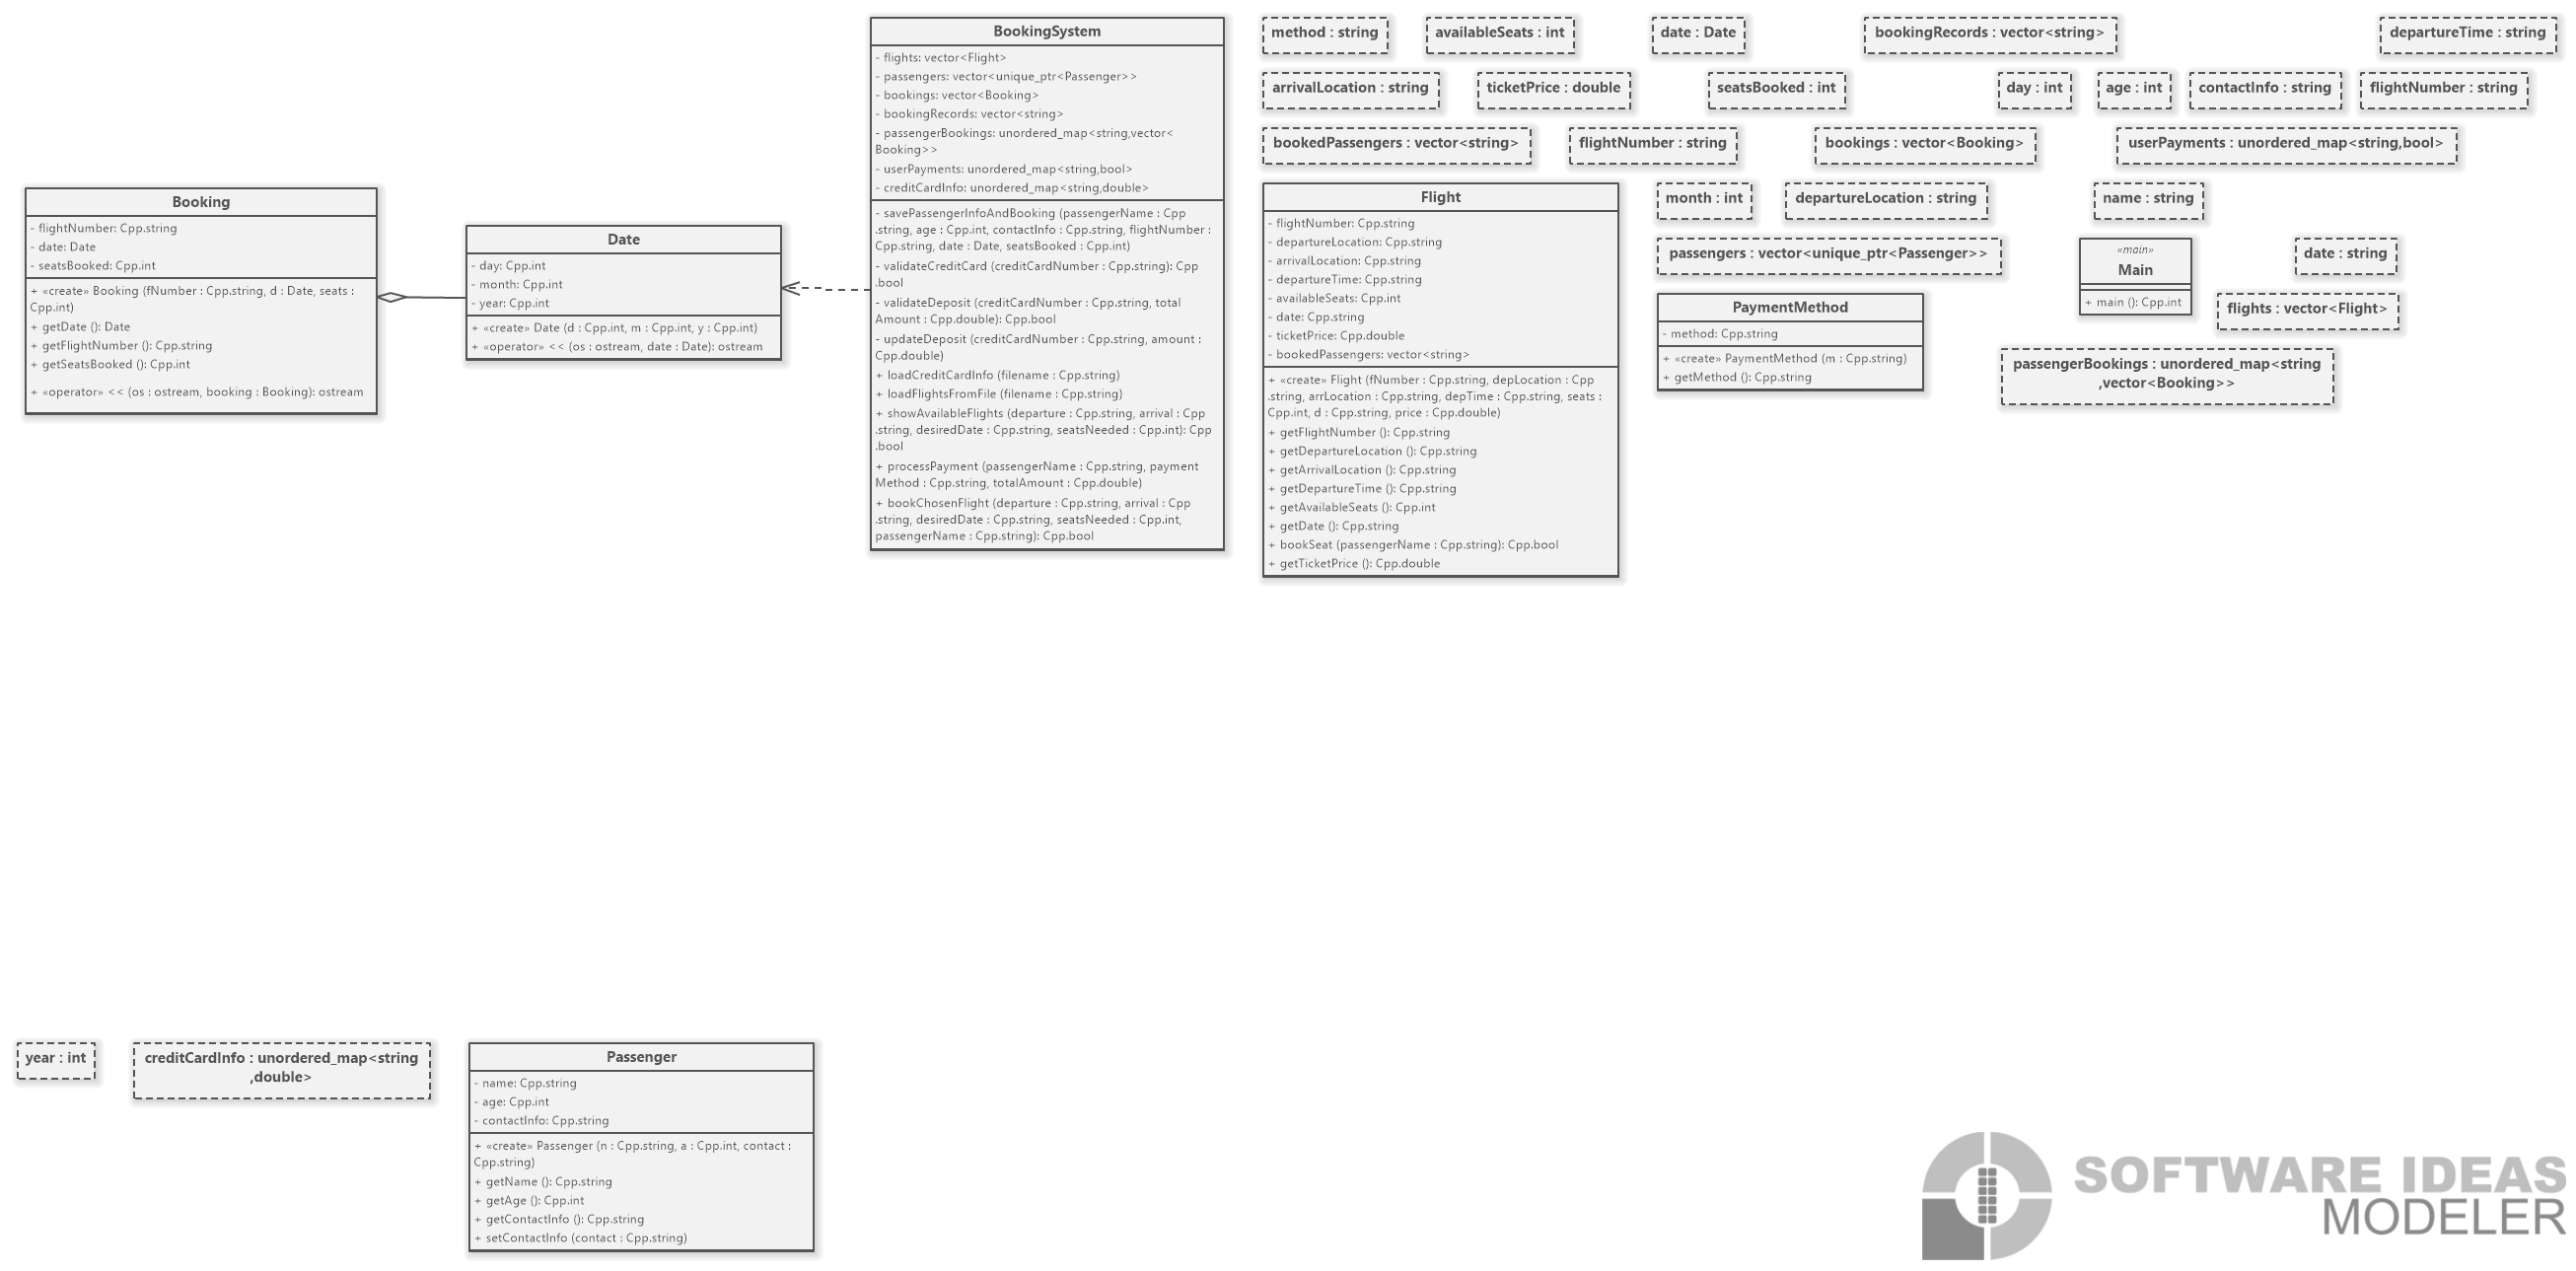 Booking
- flightNumber: Cpp.string
- date: Date
- seatsBooked: Cpp.int
+ «create» Booking (fNumber : Cpp.string, d : Date, seats :
Cpp.int)
+ getDate (): Date
+ getFlightNumber (): Cpp.string
+ getSeatsBooked (): Cpp.int
+ «operator» << (os : ostream, booking : Booking): ostream
Date
- day: Cpp.int
- month: Cpp.int
- year: Cpp.int
+ «create» Date (d : Cpp.int, m : Cpp.int, y : Cpp.int)
+ «operator» << (os : ostream, date : Date): ostream
BookingSystem
- flights: vector<Flight>
- passengers: vector<unique_ptr<Passenger>>
- bookings: vector<Booking>
- bookingRecords: vector<string>
- passengerBookings: unordered_map<string,vector<
Booking>>
- userPayments: unordered_map<string,bool>
- creditCardInfo: unordered_map<string,double>
- savePassengerInfoAndBooking (passengerName : Cpp
.string, age : Cpp.int, contactInfo : Cpp.string, flightNumber :
Cpp.string, date : Date, seatsBooked : Cpp.int)
- validateCreditCard (creditCardNumber : Cpp.string): Cpp
.bool
- validateDeposit (creditCardNumber : Cpp.string, total
Amount : Cpp.double): Cpp.bool
- updateDeposit (creditCardNumber : Cpp.string, amount :
Cpp.double)
+ loadCreditCardInfo (filename : Cpp.string)
+ loadFlightsFromFile (filename : Cpp.string)
+ showAvailableFlights (departure : Cpp.string, arrival : Cpp
.string, desiredDate : Cpp.string, seatsNeeded : Cpp.int): Cpp
.bool
+ processPayment (passengerName : Cpp.string, payment
Method : Cpp.string, totalAmount : Cpp.double)
+ bookChosenFlight (departure : Cpp.string, arrival : Cpp
.string, desiredDate : Cpp.string, seatsNeeded : Cpp.int,
passengerName : Cpp.string): Cpp.bool
method : string
availableSeats : int
date : Date
bookingRecords : vector<string>
departureTime : string
arrivalLocation : string
ticketPrice : double
seatsBooked : int
day : int
age : int
contactInfo : string
flightNumber : string
bookedPassengers : vector<string>
flightNumber : string
bookings : vector<Booking>
userPayments : unordered_map<string,bool>
Flight
- flightNumber: Cpp.string
- departureLocation: Cpp.string
- arrivalLocation: Cpp.string
- departureTime: Cpp.string
- availableSeats: Cpp.int
- date: Cpp.string
- ticketPrice: Cpp.double
- bookedPassengers: vector<string>
+ «create» Flight (fNumber : Cpp.string, depLocation : Cpp
.string, arrLocation : Cpp.string, depTime : Cpp.string, seats :
Cpp.int, d : Cpp.string, price : Cpp.double)
+ getFlightNumber (): Cpp.string
+ getDepartureLocation (): Cpp.string
+ getArrivalLocation (): Cpp.string
+ getDepartureTime (): Cpp.string
+ getAvailableSeats (): Cpp.int
+ getDate (): Cpp.string
+ bookSeat (passengerName : Cpp.string): Cpp.bool
+ getTicketPrice (): Cpp.double
month : int
departureLocation : string
name : string
passengers : vector<unique_ptr<Passenger>>
«main»
Main
+ main (): Cpp.int
date : string
PaymentMethod
- method: Cpp.string
+ «create» PaymentMethod (m : Cpp.string)
+ getMethod (): Cpp.string
flights : vector<Flight>
passengerBookings : unordered_map<string
,vector<Booking>>
year : int
creditCardInfo : unordered_map<string
,double>
Passenger
- name: Cpp.string
- age: Cpp.int
- contactInfo: Cpp.string
+ «create» Passenger (n : Cpp.string, a : Cpp.int, contact :
Cpp.string)
+ getName (): Cpp.string
+ getAge (): Cpp.int
+ getContactInfo (): Cpp.string
+ setContactInfo (contact : Cpp.string)
SOFTWARE IDEAS
MODELER